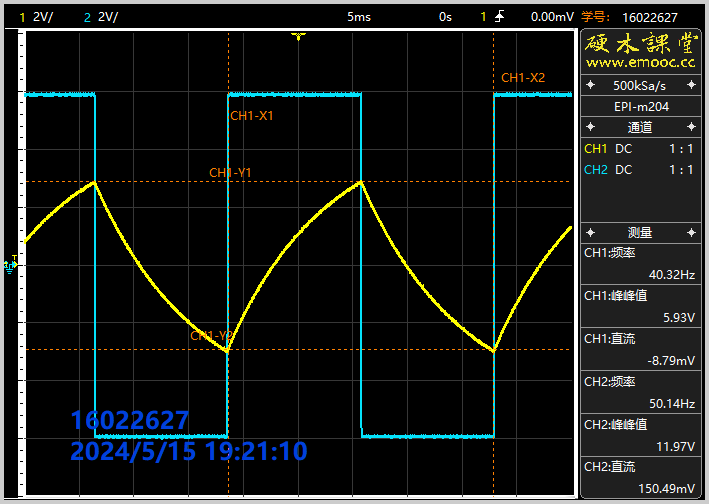 1 2V/ 2 2V/ 5ms 0s 1 0.00mV 学号: 16022627
硬木課堂
www.emooc.cc
CH1-X2
500kSa/s
EPI-m204
CH1-X1
通道
CH1 DC 1 : 1
CH2 DC 1 : 1
CH1-Y1
测量
CH1:频率
T
40.32Hz
CH1:峰峰值
5.93V
CH1-Y2
CH1:直流
-8.79mV
CH2:频率
50.14Hz
16022627
CH2:峰峰值
11.97V
2024/5/15 19:21:10
CH2:直流
150.49mV